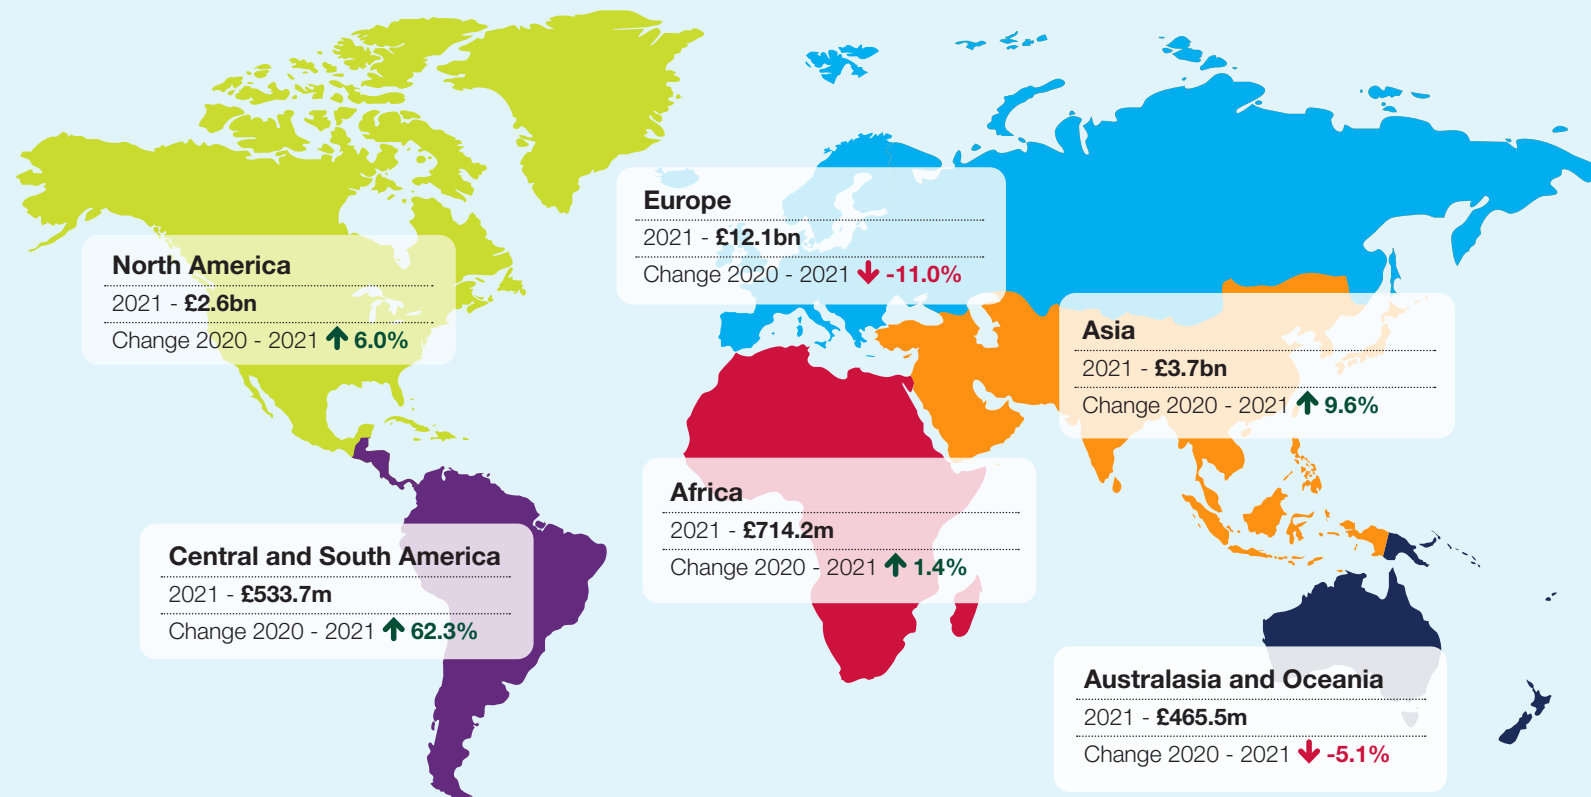 North America
2021 - £2.6bn
Change 2020 - 2021 6.0%
Europe
2021 - £12.1bn
Change 2020 - 2021 -11.0%
Asia
2021 - £3.7bn
Change 2020 - 2021 9.6%
Africa
2021 - £714.2m
Change 2020 - 2021 1.4%
Central and South America
2021 - £533.7m
Change 2020 - 2021 62.3%
Australasia and Oceania
2021 - £465.5m
Change 2020 - 2021 -5.1%